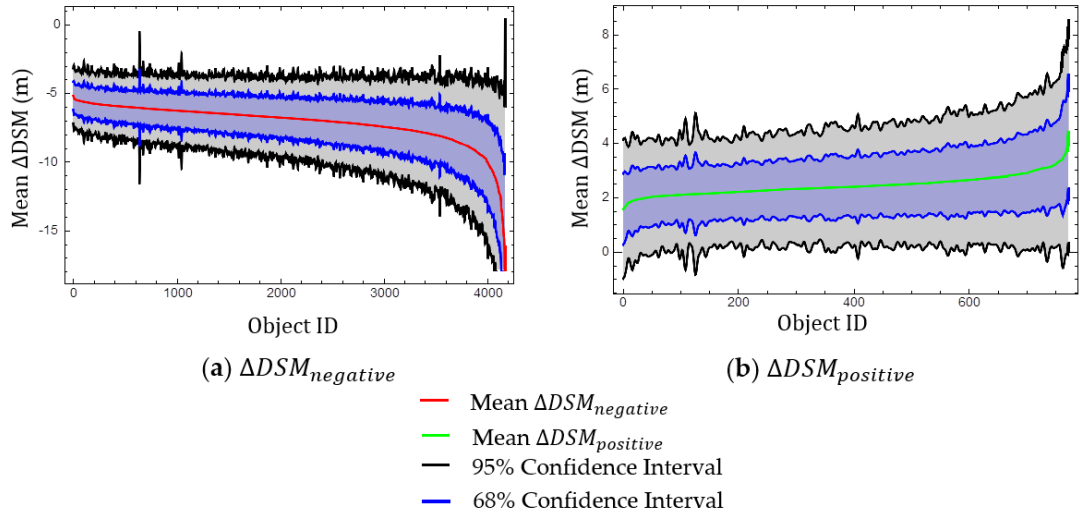 Mean ΔDSM (m)
0
-5
-10
-15
0
1000
2000
3000
4000
Object ID
(a) ΔDSM_negative
Mean ΔDSM (m)
8
6
4
2
0
0
200
400
600
Object ID
(b) ΔDSM_positive
Mean ΔDSM_negative
Mean ΔDSM_positive
95% Confidence Interval
68% Confidence Interval